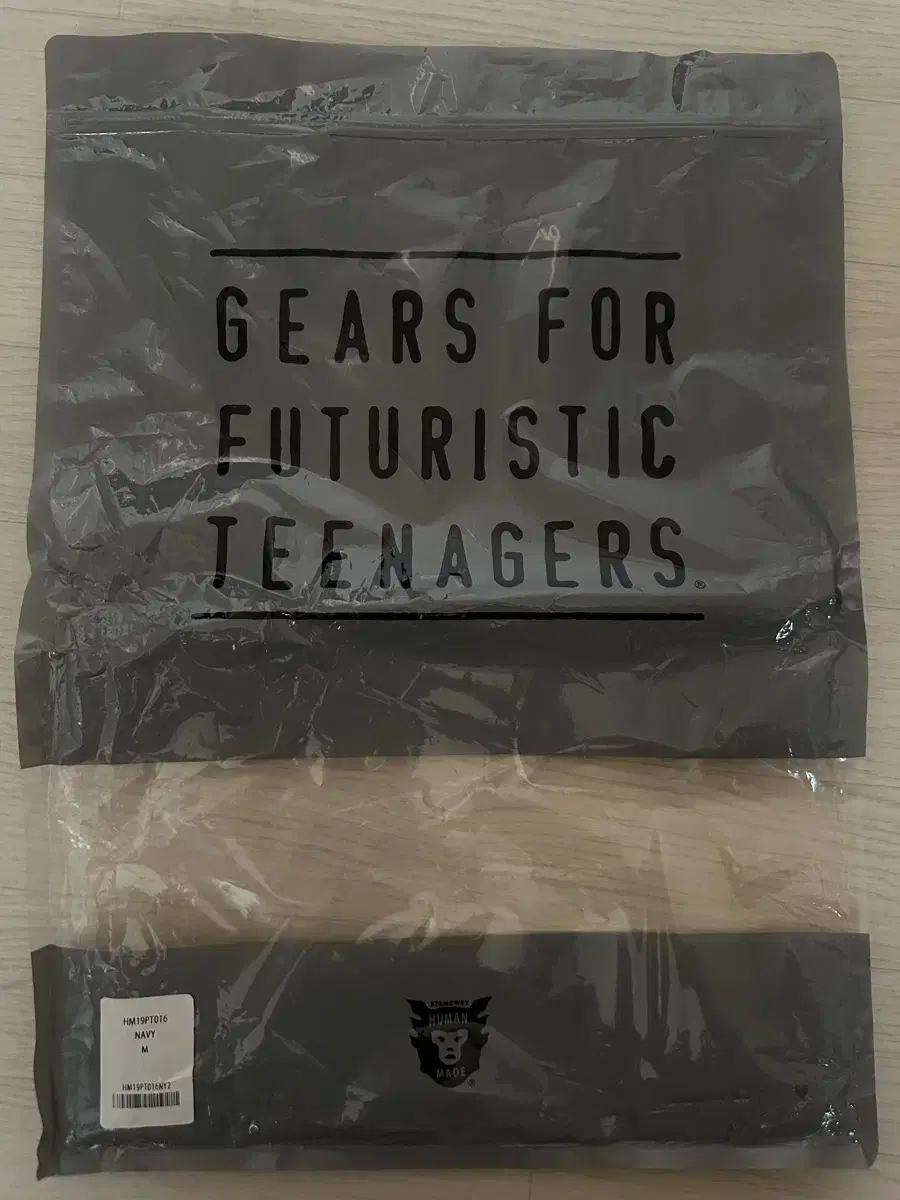 GEARS FOR
FUTURISTIC
TEENAGERS®
HM19PT016
NAVY
M
HM19PT016NY2
STRMCWBY
HUMAN
MADE®